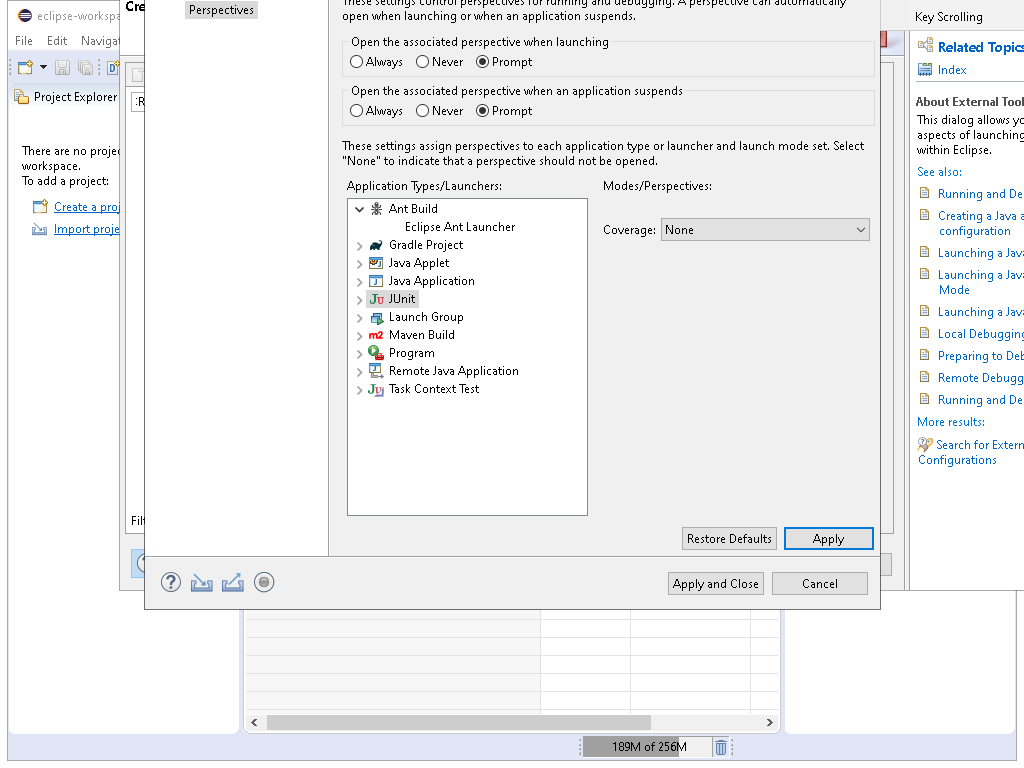 eclipse-workspa
File Edit Navigat
Project Explorer
There are no projec
workspace.
To add a project:
Create a proj
Import proje
Cre
:R
Filt
Perspectives
These settings control perspectives for running and debugging. A perspective can automatically
open when launching or when an application suspends.
Open the associated perspective when launching
Always Never Prompt
Open the associated perspective when an application suspends
Always Never Prompt
These settings assign perspectives to each application type or launcher and launch mode set. Select
"None" to indicate that a perspective should not be opened.
Application Types/Launchers:
Modes/Perspectives:
Ant Build
Eclipse Ant Launcher
Gradle Project
Java Applet
Java Application
JUnit
Launch Group
Maven Build
Program
Remote Java Application
Task Context Test
Coverage: None
Restore Defaults Apply
Apply and Close Cancel
Key Scrolling
Related Topics
Index
About External Tool
This dialog allows yo
aspects of launching
within Eclipse.
See also:
Running and De
Creating a Java a
configuration
Launching a Java
Launching a Java
Mode
Launching a Java
Local Debugging
Preparing to Deb
Remote Debugg
Running and De
More results:
Search for Extern
Configurations
189M of 256M